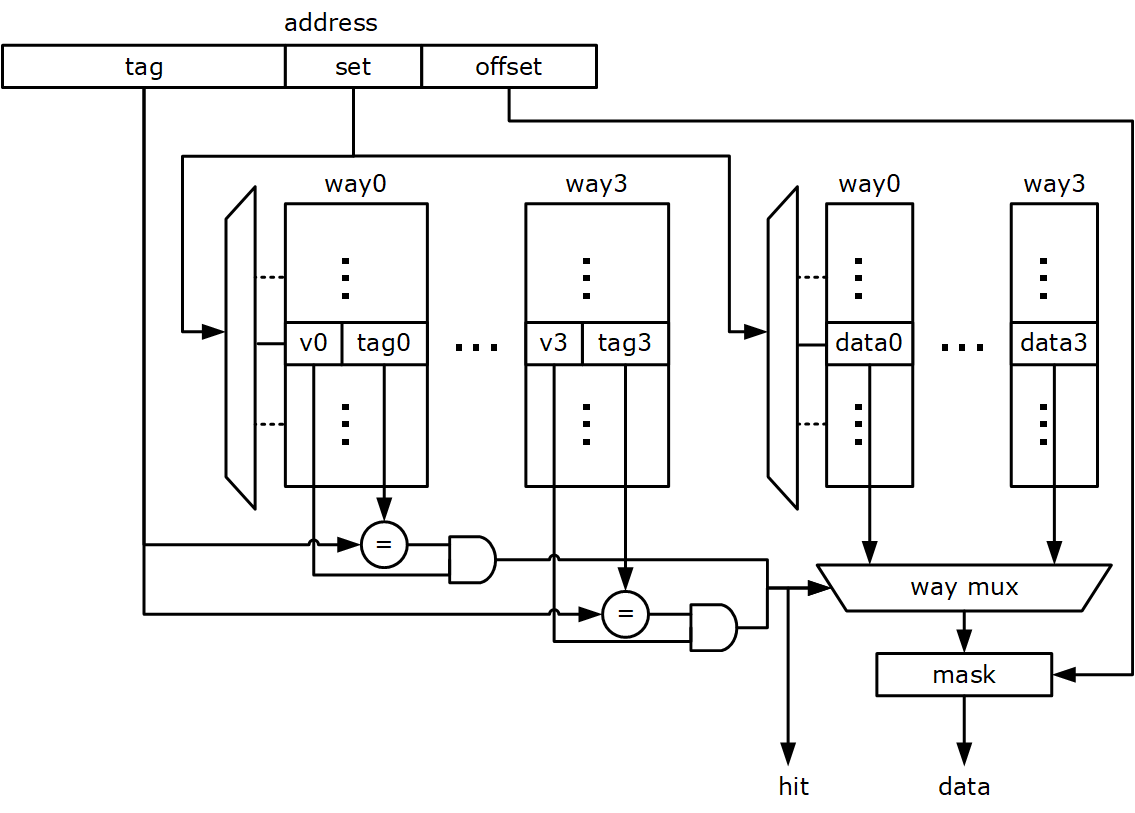 address
tag set offset
way0 way3 way0 way3
v0 tag0 ... v3 tag3 data0 ... data3
=
way mux
=
mask
hit data